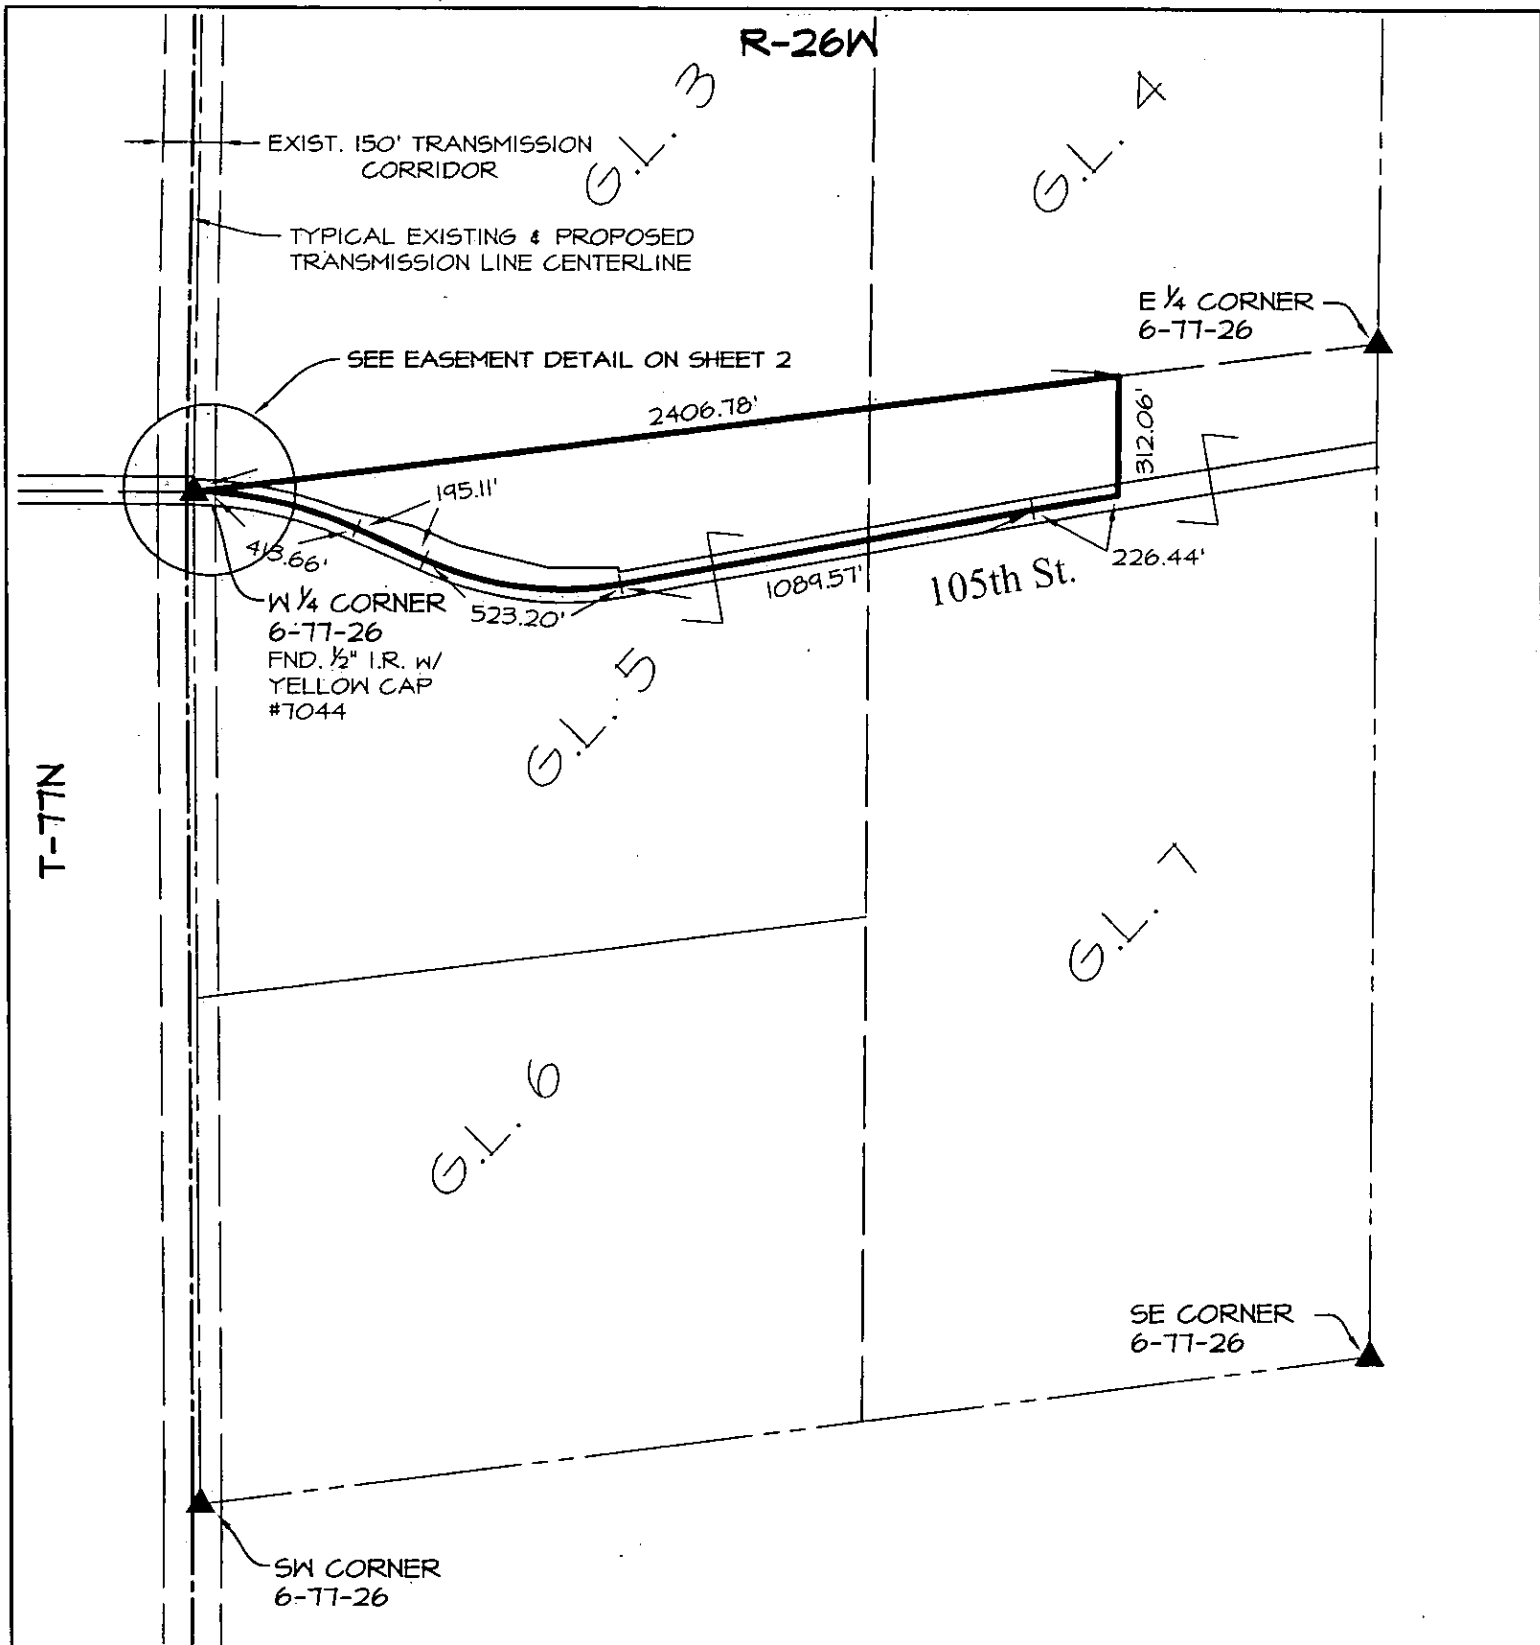 R-26W
G.L. 3
G.L. 4
EXIST. 150' TRANSMISSION
CORRIDOR
TYPICAL EXISTING & PROPOSED
TRANSMISSION LINE CENTERLINE
E ¼ CORNER
6-77-26
SEE EASEMENT DETAIL ON SHEET 2
2406.78'
312.06'
195.11'
413.66'
226.44'
1089.57'
105th St.
523.20'
W ¼ CORNER
6-77-26
FND. ½" I.R. W/
YELLOW CAP
#7044
G.L. 5
T-77N
G.L. 7
G.L. 6
SE CORNER
6-77-26
SW CORNER
6-77-26